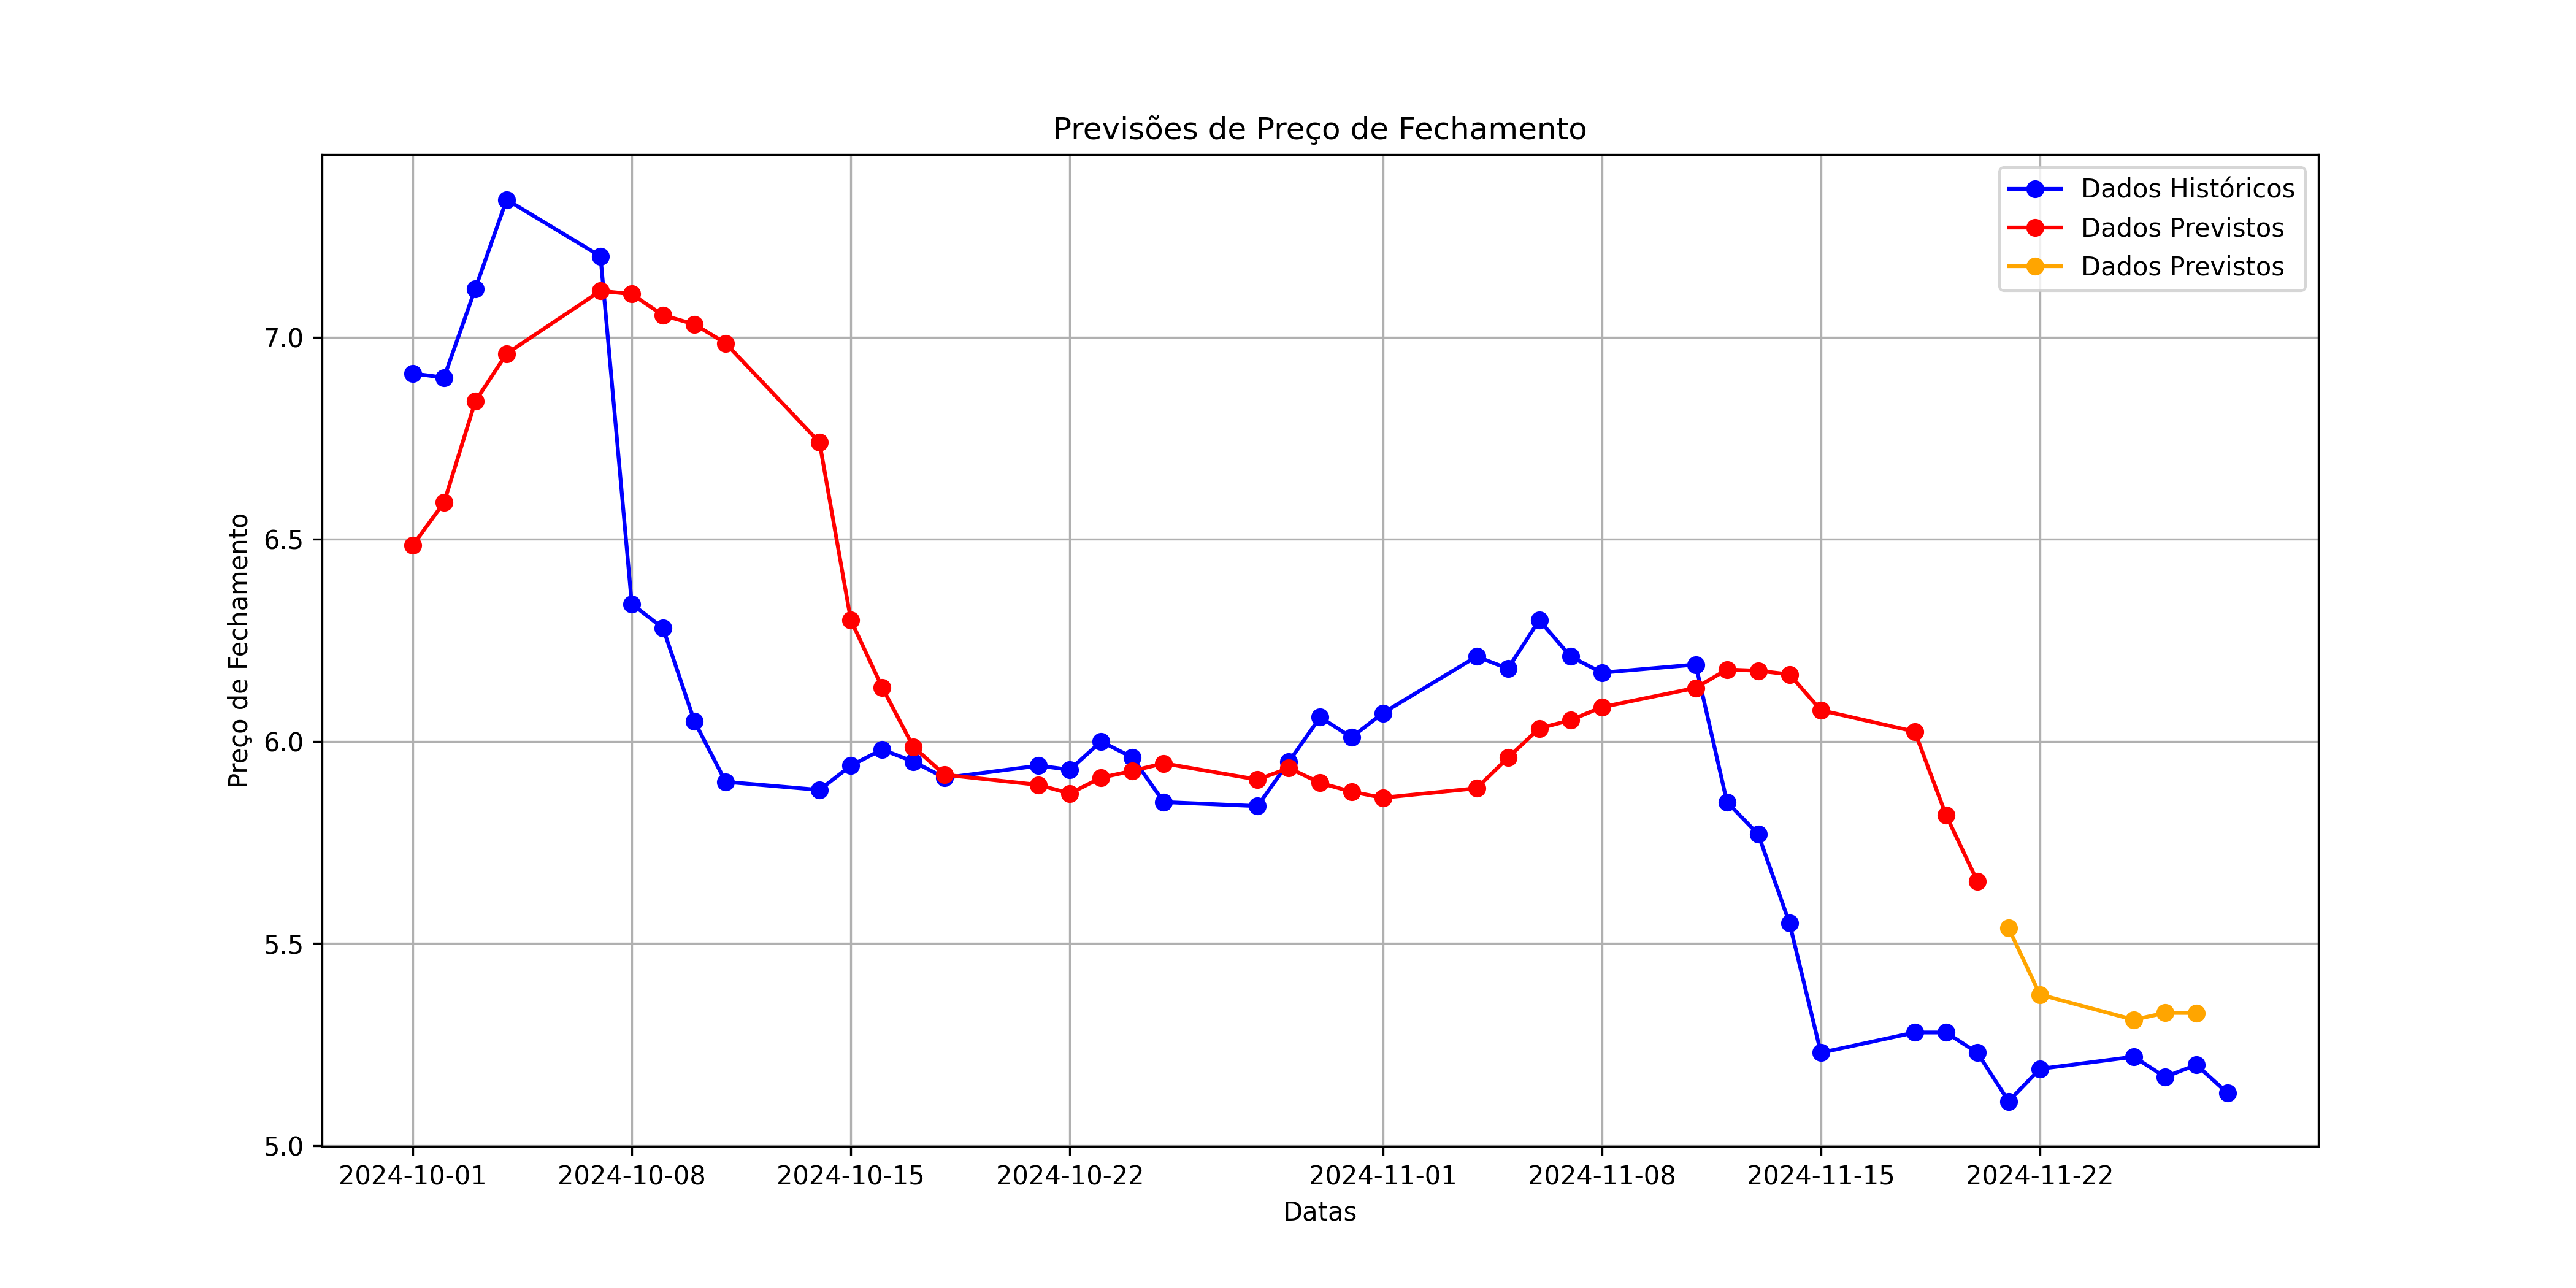 Previsões de Preço de Fechamento
Dados Históricos
Dados Previstos
Dados Previstos
Preço de Fechamento
7.0
6.5
6.0
5.5
5.0
2024-10-01
2024-10-08
2024-10-15
2024-10-22
2024-11-01
2024-11-08
2024-11-15
2024-11-22
Datas